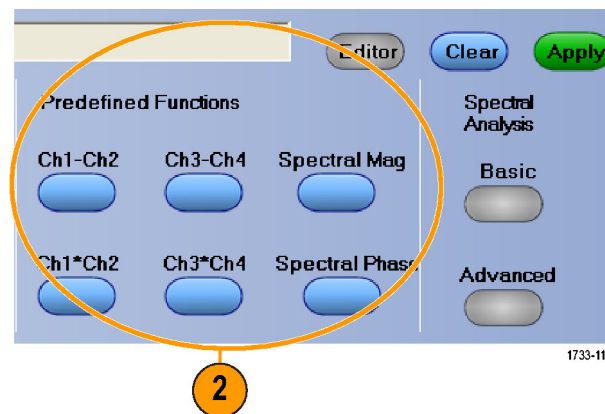 Editor Clear Apply
Predefined Functions
Spectral
Analysis
Ch1-Ch2 Ch3-Ch4 Spectral Mag
Basic
Ch1*Ch2 Ch3*Ch4 Spectral Phase
Advanced
1733-11
2